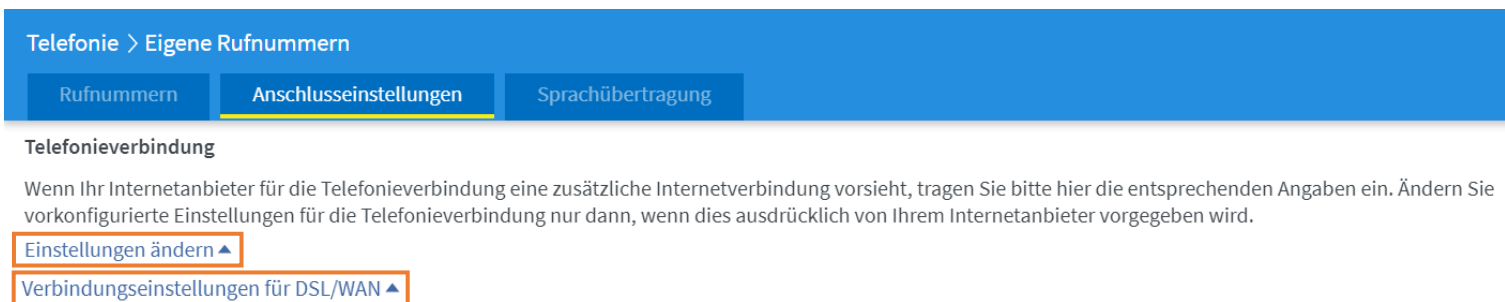 Telefonie > Eigene Rufnummern
Rufnummern Anschlusseinstellungen Sprachübertragung
Telefonieverbindung
Wenn Ihr Internetanbieter für die Telefonieverbindung eine zusätzliche Internetverbindung vorsieht, tragen Sie bitte hier die entsprechenden Angaben ein. Ändern Sie
vorkonfigurierte Einstellungen für die Telefonieverbindung nur dann, wenn dies ausdrücklich von Ihrem Internetanbieter vorgegeben wird.
Einstellungen ändern ▲
Verbindungseinstellungen für DSL/WAN ▲